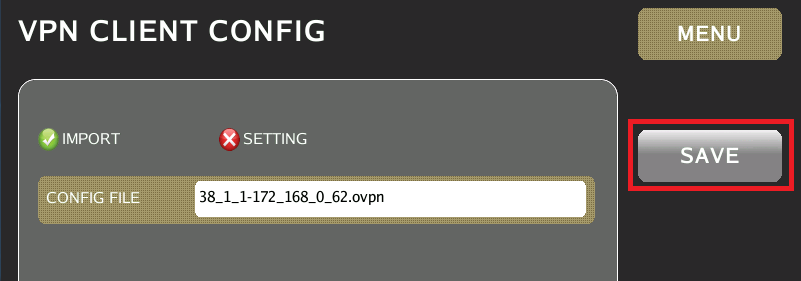 VPN CLIENT CONFIG
MENU
IMPORT
SETTING
SAVE
CONFIG FILE
38_1_1-172_168_0_62.ovpn